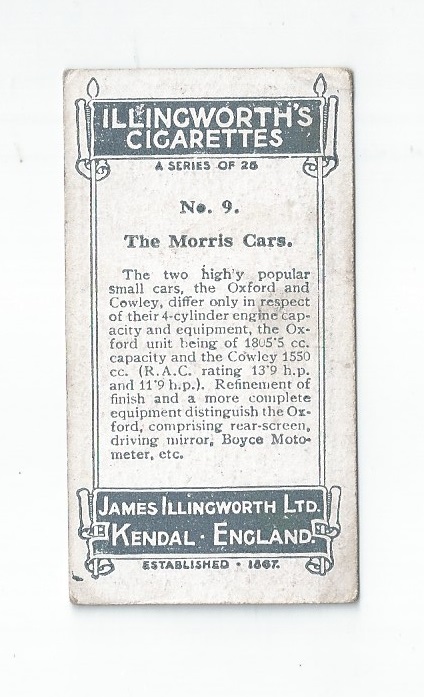 ILLINGWORTH'S
CIGARETTES
A SERIES OF 25
No. 9.
The Morris Cars.
The two high'y popular
small cars, the Oxford and
Cowley, differ only in respect
of their 4-cylinder engine cap-
acity and equipment, the Ox-
ford unit being of 1805'5 cc.
capacity and the Cowley 1550
cc. (R.A.C. rating 13'9 h.p.
and 11'9 h.p.). Refinement of
finish and a more complete
equipment distinguish the Ox-
ford, comprising rear-screen,
driving mirror, Boyce Moto-
meter, etc.
JAMES ILLINGWORTH LTD.
KENDAL · ENGLAND.
ESTABLISHED · 1867.